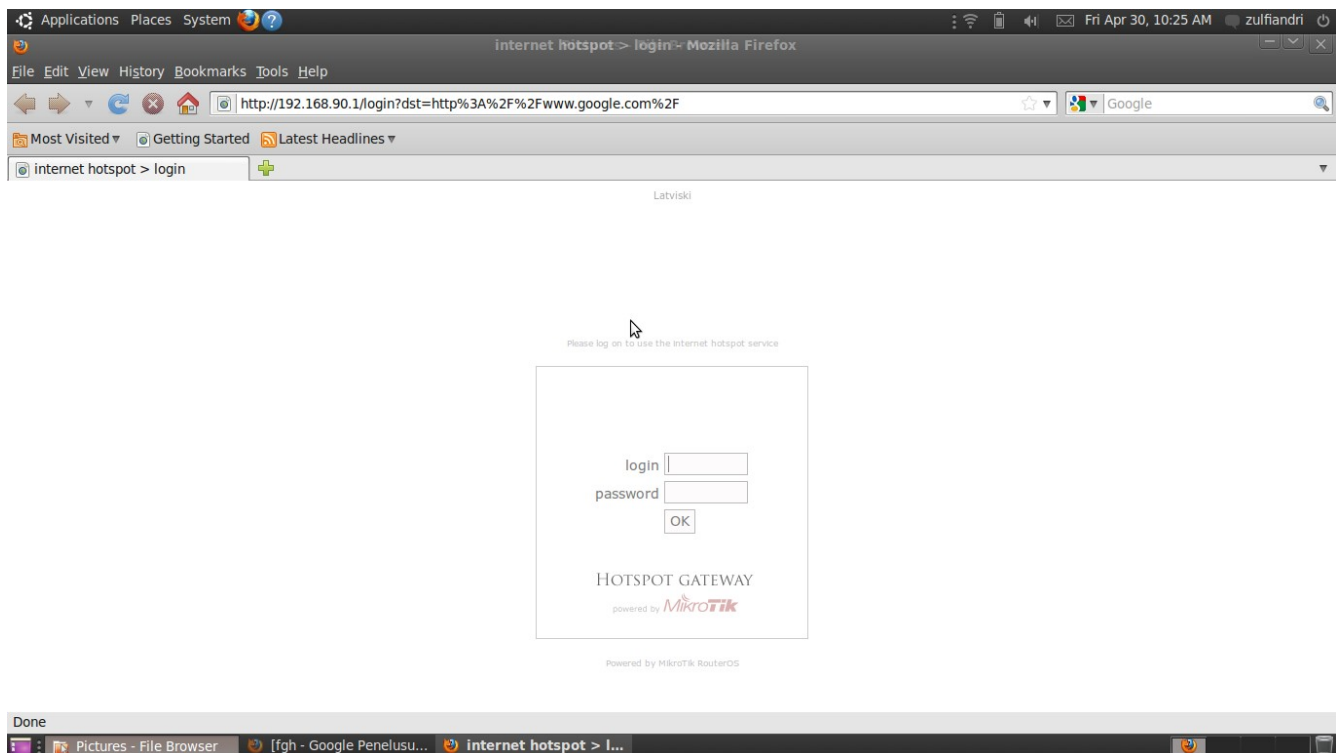 Applications Places System Fri Apr 30, 10:25 AM zulfiandri
internet hotspot > login - Mozilla Firefox
File Edit View History Bookmarks Tools Help
http://192.168.90.1/login?dst=http%3A%2F%2Fwww.google.com%2F Google
Most Visited Getting Started Latest Headlines
internet hotspot > login
Latviski
Please log on to use the internet hotspot service
login
password
OK
HOTSPOT GATEWAY
powered by MikroTik
Powered by MikroTik RouterOS
Done
Pictures - File Browser [fgh - Google Penelusu... internet hotspot > l...